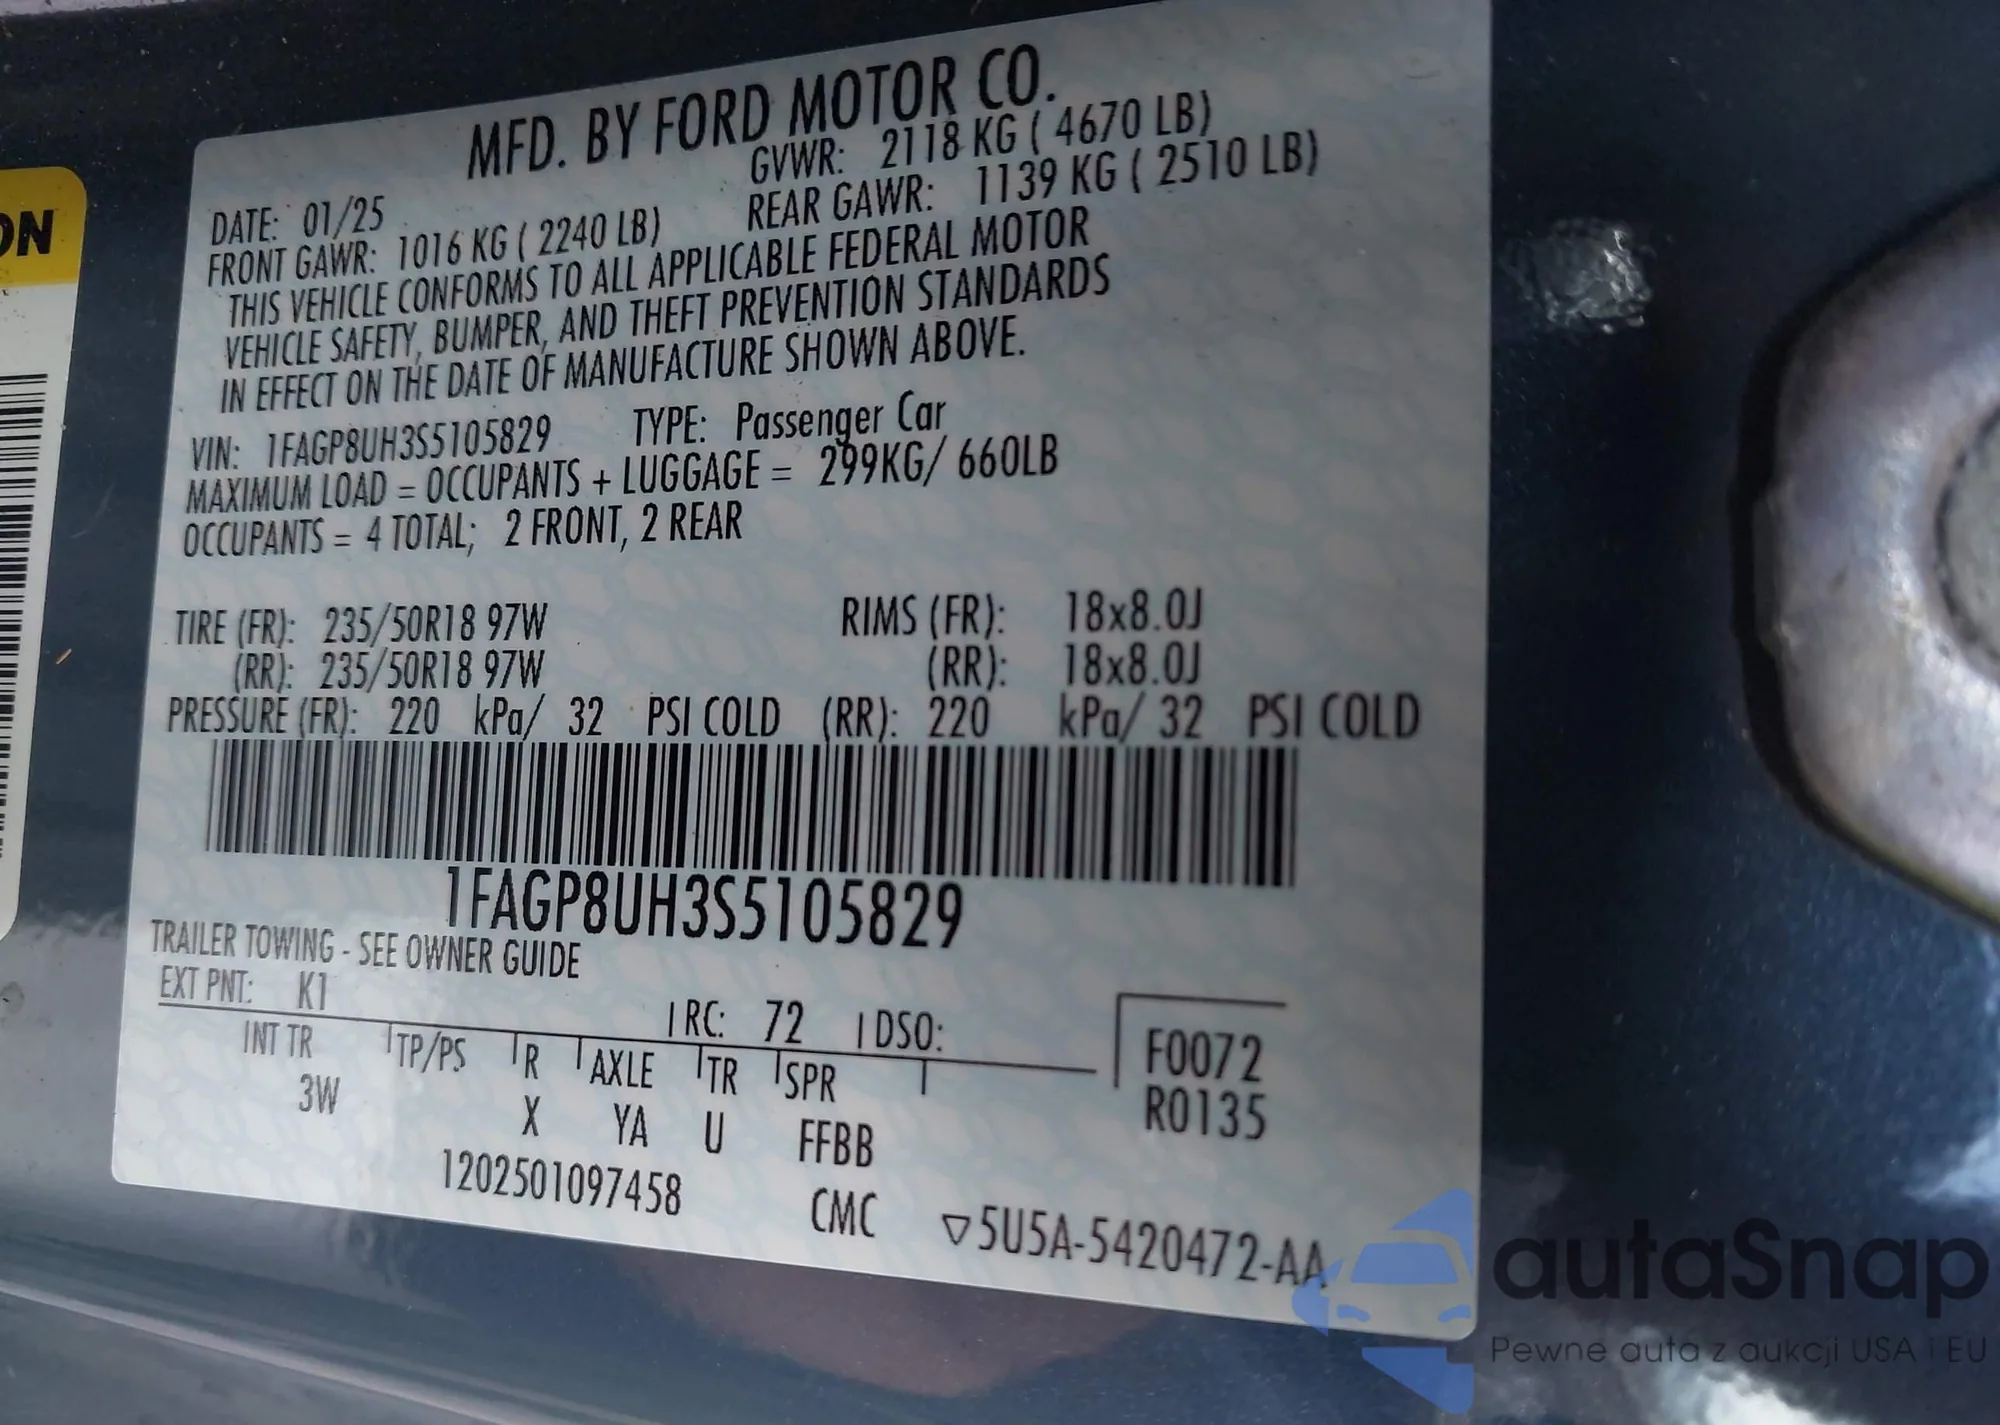 ON
MFD. BY FORD MOTOR CO.
DATE: 01/25 GVWR: 2118 KG ( 4670 LB)
FRONT GAWR: 1016 KG ( 2240 LB) REAR GAWR: 1139 KG ( 2510 LB)
THIS VEHICLE CONFORMS TO ALL APPLICABLE FEDERAL MOTOR
VEHICLE SAFETY, BUMPER, AND THEFT PREVENTION STANDARDS
IN EFFECT ON THE DATE OF MANUFACTURE SHOWN ABOVE.
VIN: 1FAGP8UH3S5105829 TYPE: Passenger Car
MAXIMUM LOAD = OCCUPANTS + LUGGAGE = 299KG/ 660LB
OCCUPANTS = 4 TOTAL; 2 FRONT, 2 REAR
TIRE (FR): 235/50R18 97W RIMS (FR): 18x8.0J
(RR): 235/50R18 97W (RR): 18x8.0J
PRESSURE (FR): 220 kPa/ 32 PSI COLD (RR): 220 kPa/ 32 PSI COLD
1FAGP8UH3S5105829
TRAILER TOWING - SEE OWNER GUIDE
EXT PNT: K1 RC: 72 DSO:
INT TR TP/PS R AXLE TR SPR F0072
3W X YA U FFBB R0135
1202501097458 CMC ▽5U5A-5420472-AA
autaSnap
Pewne auta z aukcji USA i EU